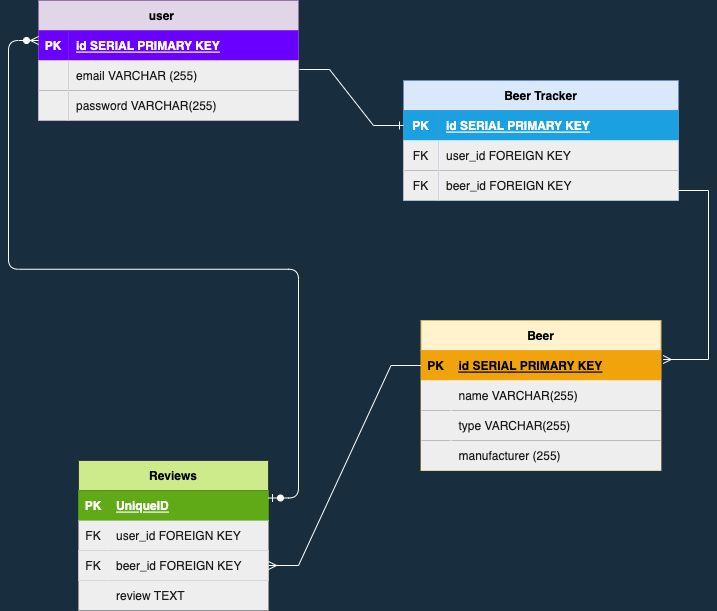 user
PK id SERIAL PRIMARY KEY
email VARCHAR (255)
password VARCHAR(255)
Beer Tracker
PK id SERIAL PRIMARY KEY
FK user_id FOREIGN KEY
FK beer_id FOREIGN KEY
Beer
PK id SERIAL PRIMARY KEY
name VARCHAR(255)
type VARCHAR(255)
manufacturer (255)
Reviews
PK UniqueID
FK user_id FOREIGN KEY
FK beer_id FOREIGN KEY
review TEXT